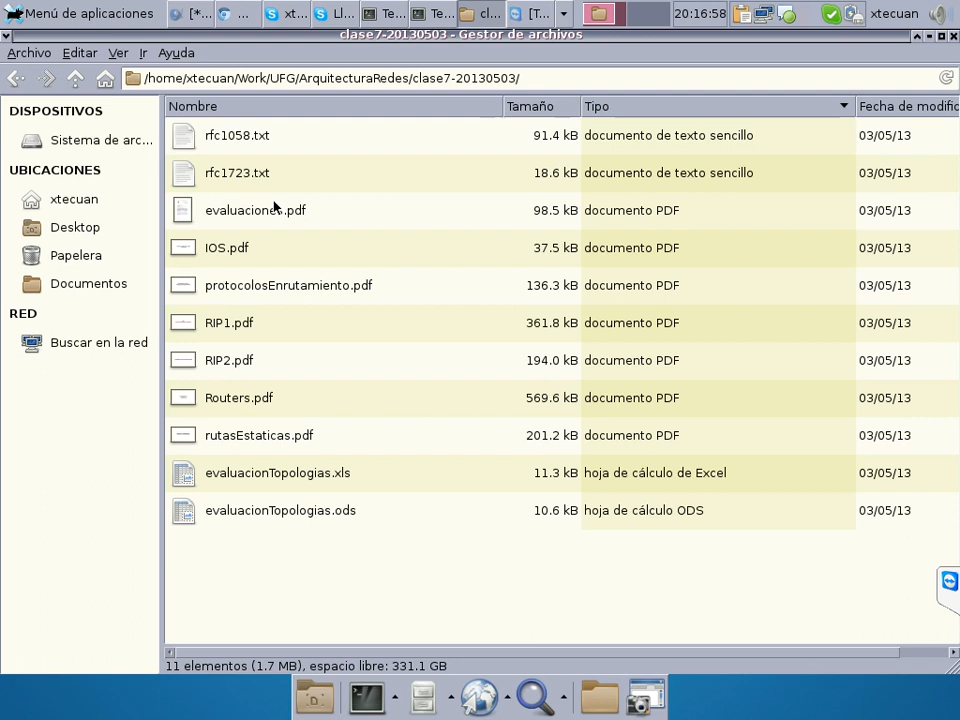 Menú de aplicaciones [*... ... xt... Ll... Te... Te... cl... [T... 20:16:58 xtecuan
clase7-20130503 - Gestor de archivos
Archivo Editar Ver Ir Ayuda
/home/xtecuan/Work/UFG/ArquitecturaRedes/clase7-20130503/
DISPOSITIVOS
Sistema de arc...
UBICACIONES
xtecuan
Desktop
Papelera
Documentos
RED
Buscar en la red
Nombre Tamaño Tipo Fecha de modific
rfc1058.txt 91.4 kB documento de texto sencillo 03/05/13
rfc1723.txt 18.6 kB documento de texto sencillo 03/05/13
evaluaciones.pdf 98.5 kB documento PDF 03/05/13
IOS.pdf 37.5 kB documento PDF 03/05/13
protocolosEnrutamiento.pdf 136.3 kB documento PDF 03/05/13
RIP1.pdf 361.8 kB documento PDF 03/05/13
RIP2.pdf 194.0 kB documento PDF 03/05/13
Routers.pdf 569.6 kB documento PDF 03/05/13
rutasEstaticas.pdf 201.2 kB documento PDF 03/05/13
evaluacionTopologias.xls 11.3 kB hoja de cálculo de Excel 03/05/13
evaluacionTopologias.ods 10.6 kB hoja de cálculo ODS 03/05/13
11 elementos (1.7 MB), espacio libre: 331.1 GB